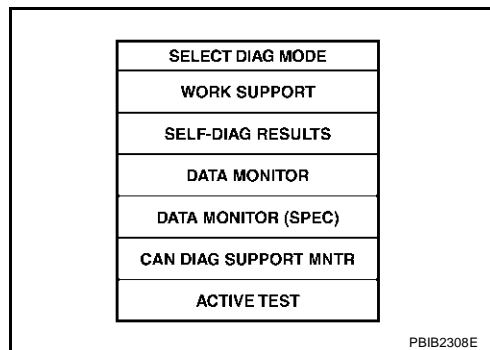 SELECT DIAG MODE
WORK SUPPORT
SELF-DIAG RESULTS
DATA MONITOR
DATA MONITOR (SPEC)
CAN DIAG SUPPORT MNTR
ACTIVE TEST
PBIB2308E